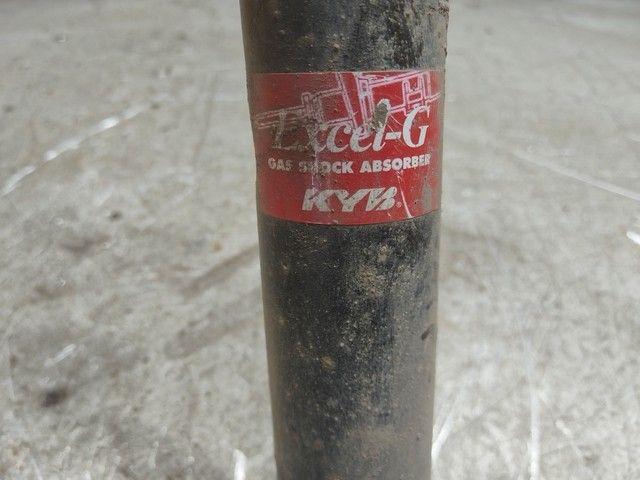 Excel-G
GAS SHOCK ABSORBER
KYB®